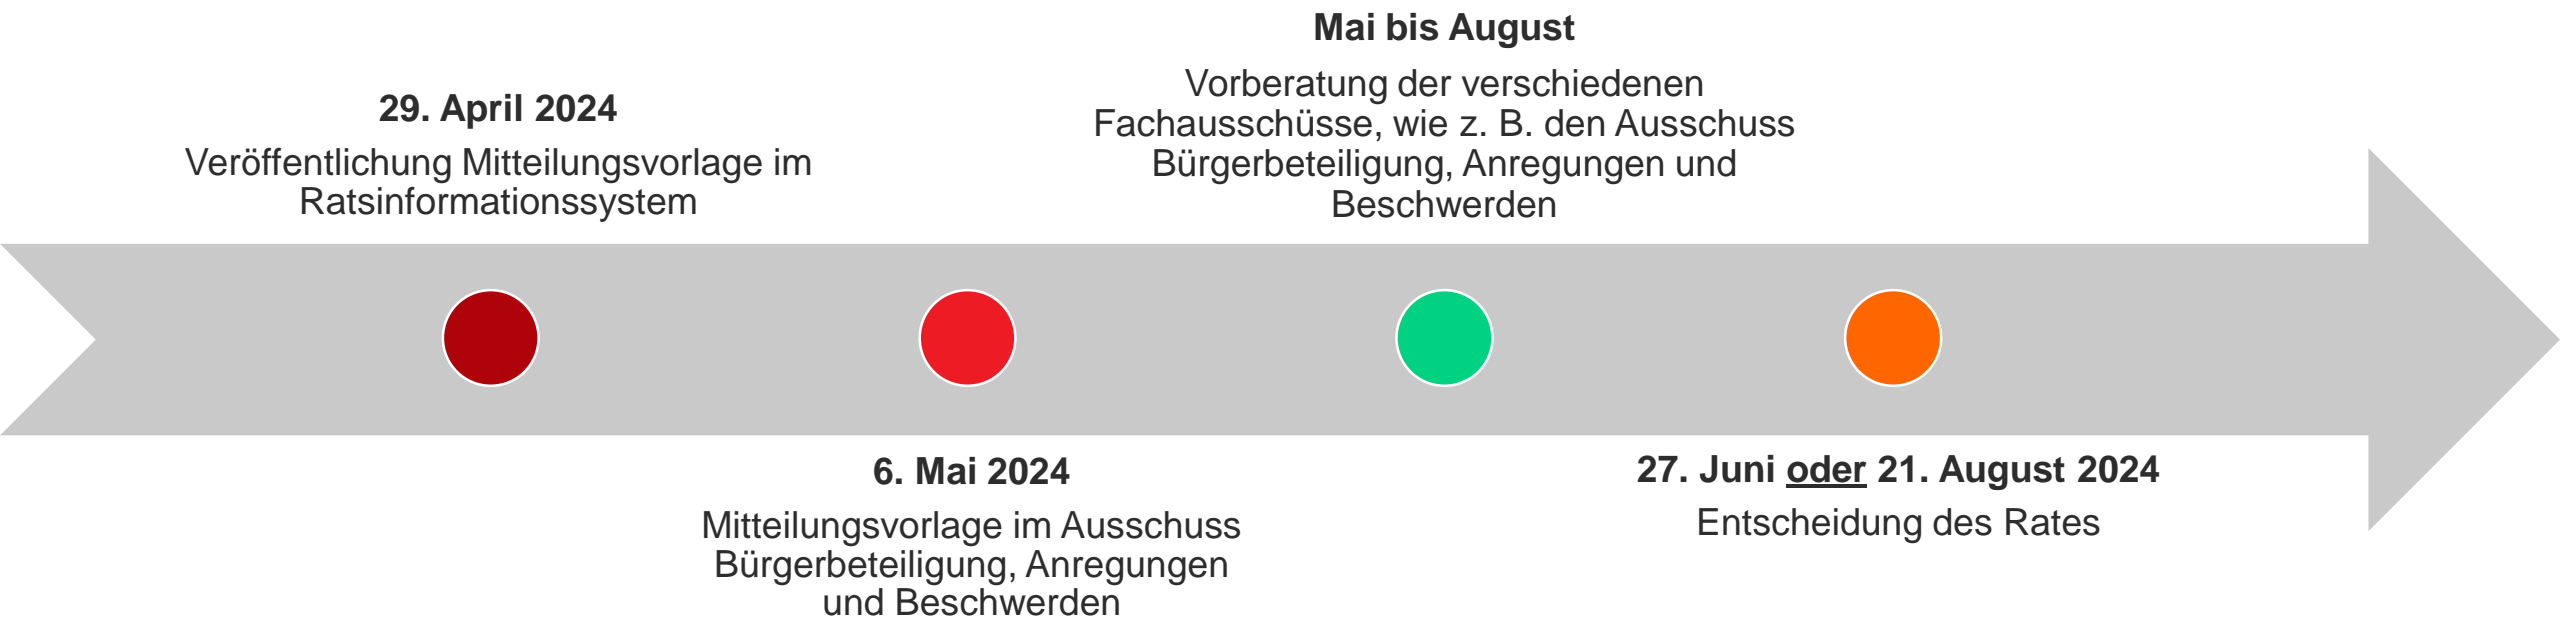 29. April 2024
Veröffentlichung Mitteilungsvorlage im
Ratsinformationssystem
6. Mai 2024
Mitteilungsvorlage im Ausschuss
Bürgerbeteiligung, Anregungen
und Beschwerden
Mai bis August
Vorberatung der verschiedenen
Fachausschüsse, wie z. B. den Ausschuss
Bürgerbeteiligung, Anregungen und
Beschwerden
27. Juni oder 21. August 2024
Entscheidung des Rates